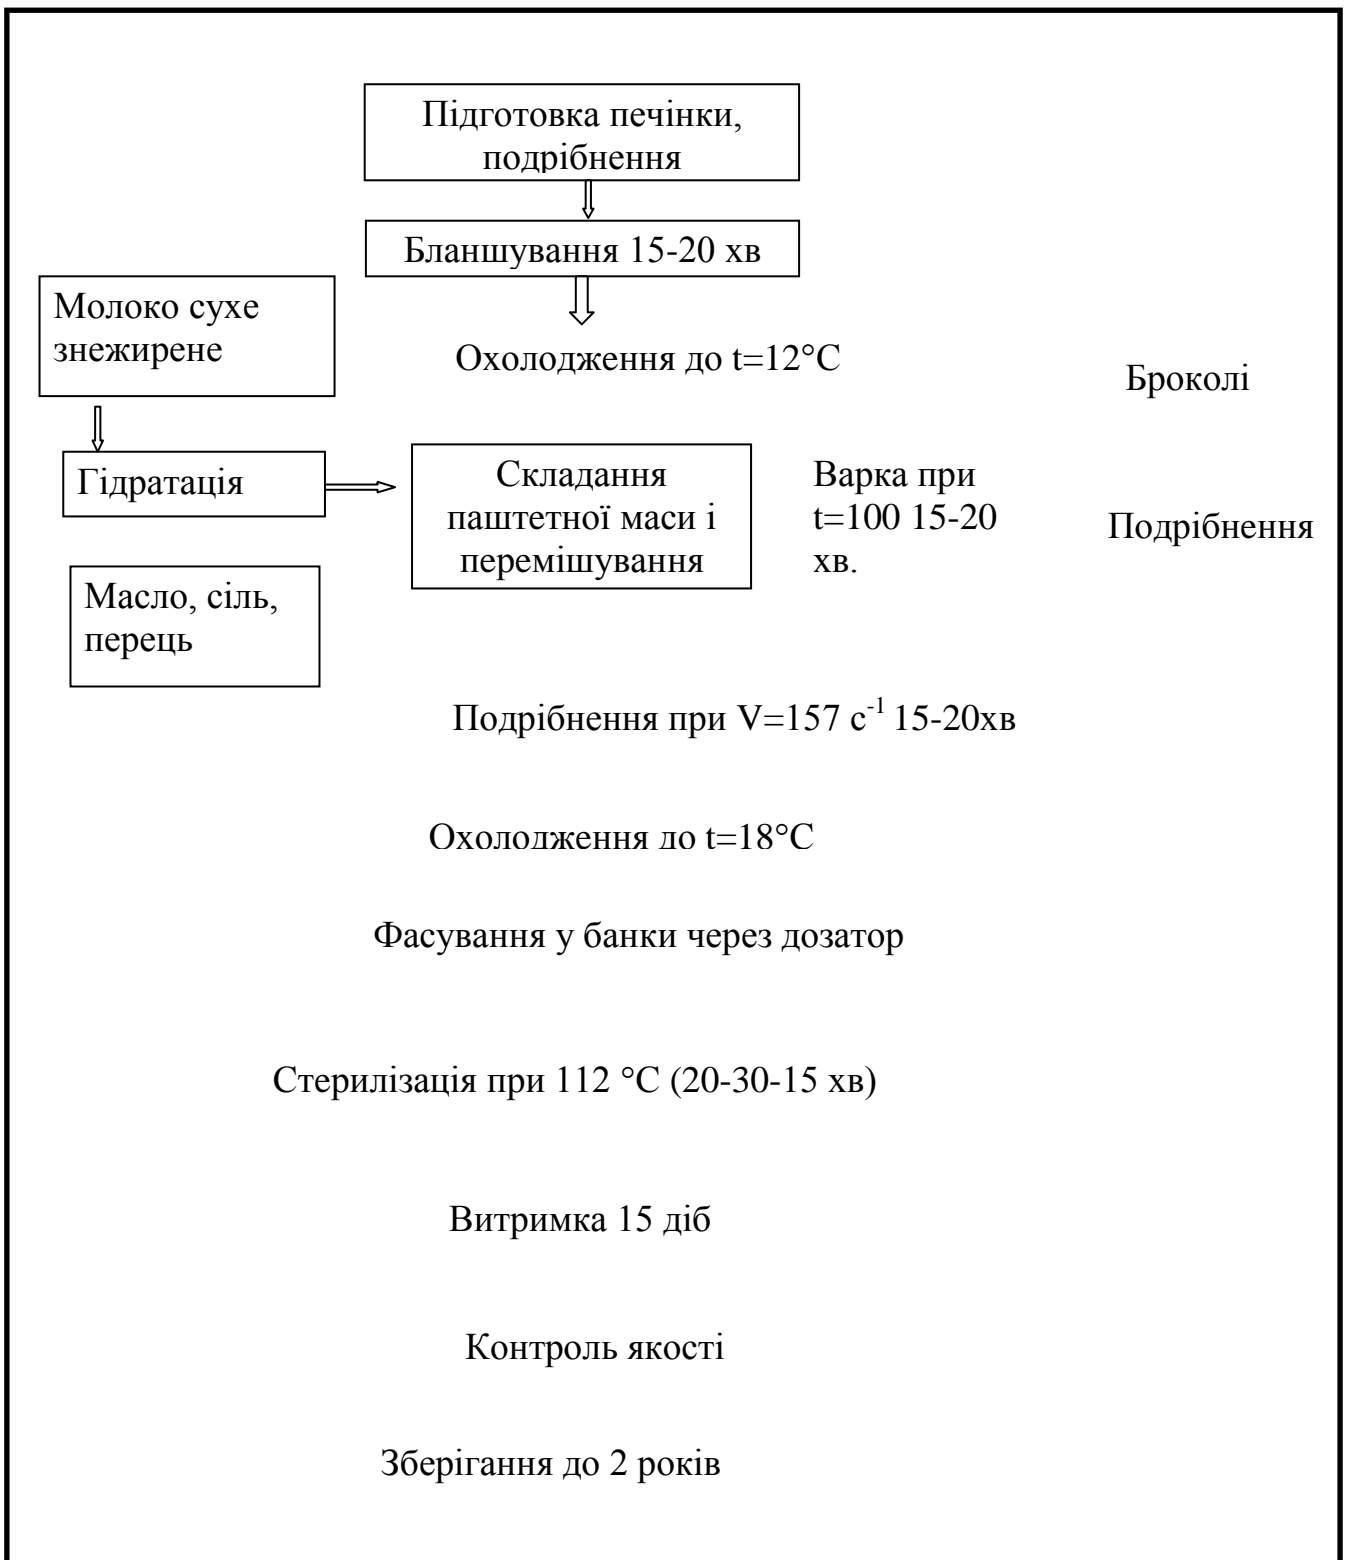 Підготовка печінки,
подрібнення
Бланшування 15-20 хв
Молоко сухе
знежирене
Охолодження до t=12°C
Броколі
Гідратація
Складання
паштетної маси і
перемішування
Варка при
t=100 15-20
хв.
Подрібнення
Масло, сіль,
перець
Подрібнення при V=157 с⁻¹ 15-20хв
Охолодження до t=18°C
Фасування у банки через дозатор
Стерилізація при 112 °C (20-30-15 хв)
Витримка 15 діб
Контроль якості
Зберігання до 2 років